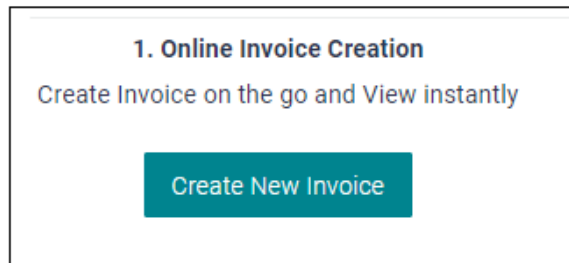 1. Online Invoice Creation
Create Invoice on the go and View instantly
Create New Invoice